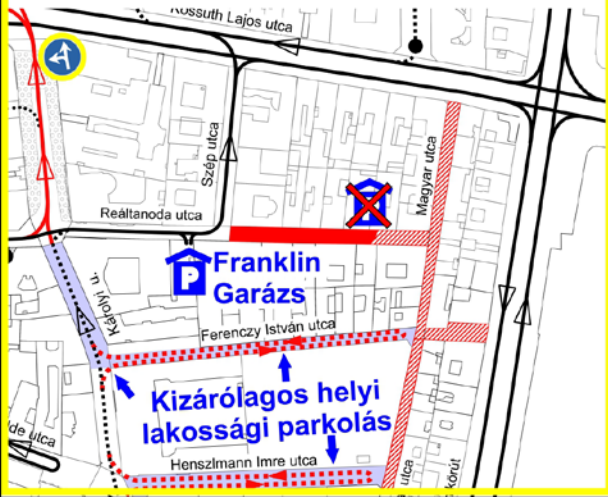 Kossuth Lajos utca
Szép utca
Magyar utca
Reáltanoda utca
P
Franklin
Garázs
Károlyi u.
Ferenczy István utca
Kizárólagos helyi
lakossági parkolás
utca
Henszlmann Imre utca
utca
körút